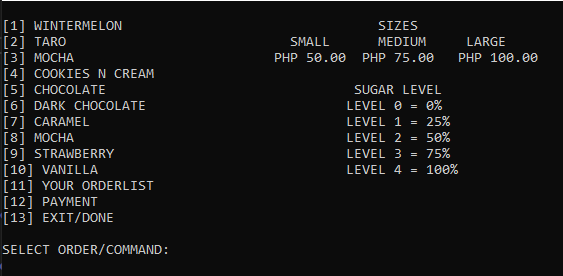 [1] WINTERMELON SIZES
[2] TARO SMALL MEDIUM LARGE
[3] MOCHA PHP 50.00 PHP 75.00 PHP 100.00
[4] COOKIES N CREAM
[5] CHOCOLATE SUGAR LEVEL
[6] DARK CHOCOLATE LEVEL 0 = 0%
[7] CARAMEL LEVEL 1 = 25%
[8] MOCHA LEVEL 2 = 50%
[9] STRAWBERRY LEVEL 3 = 75%
[10] VANILLA LEVEL 4 = 100%
[11] YOUR ORDERLIST
[12] PAYMENT
[13] EXIT/DONE
SELECT ORDER/COMMAND: